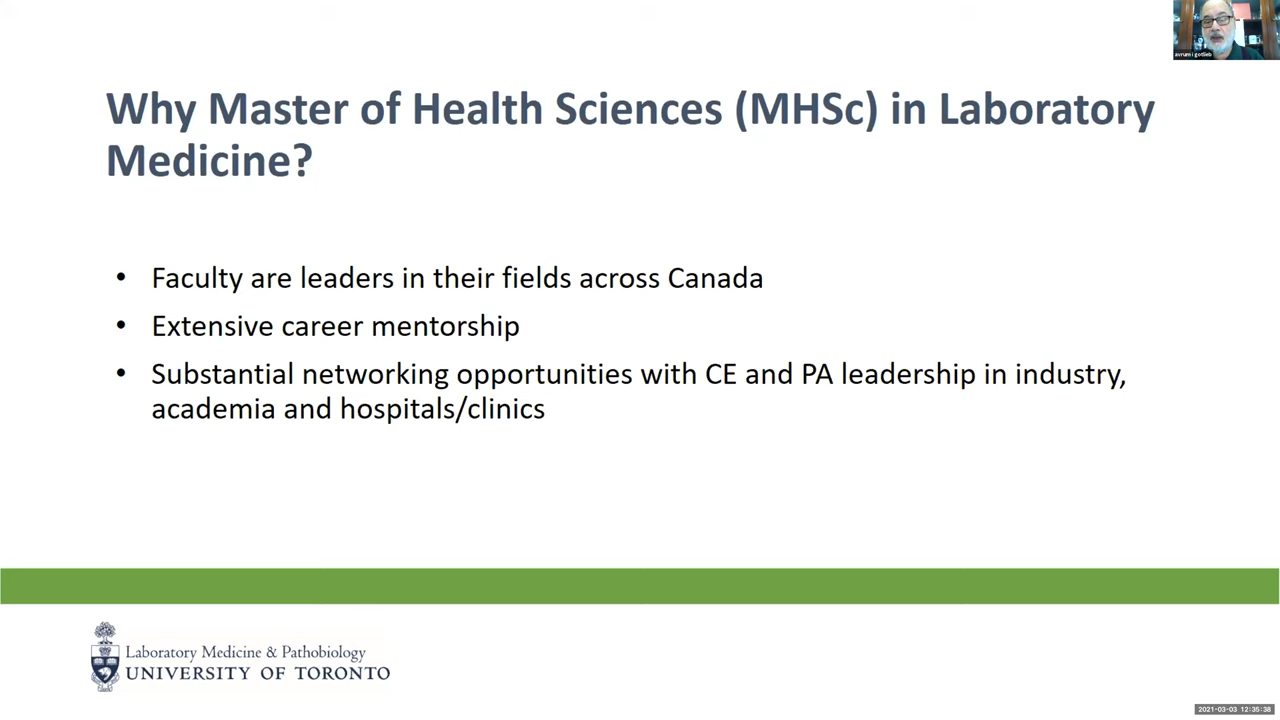 avrum i gotlieb
Why Master of Health Sciences (MHSc) in Laboratory
Medicine?
• Faculty are leaders in their fields across Canada
• Extensive career mentorship
• Substantial networking opportunities with CE and PA leadership in industry,
academia and hospitals/clinics
Laboratory Medicine & Pathobiology
UNIVERSITY OF TORONTO
2021-03-03 12:35:38